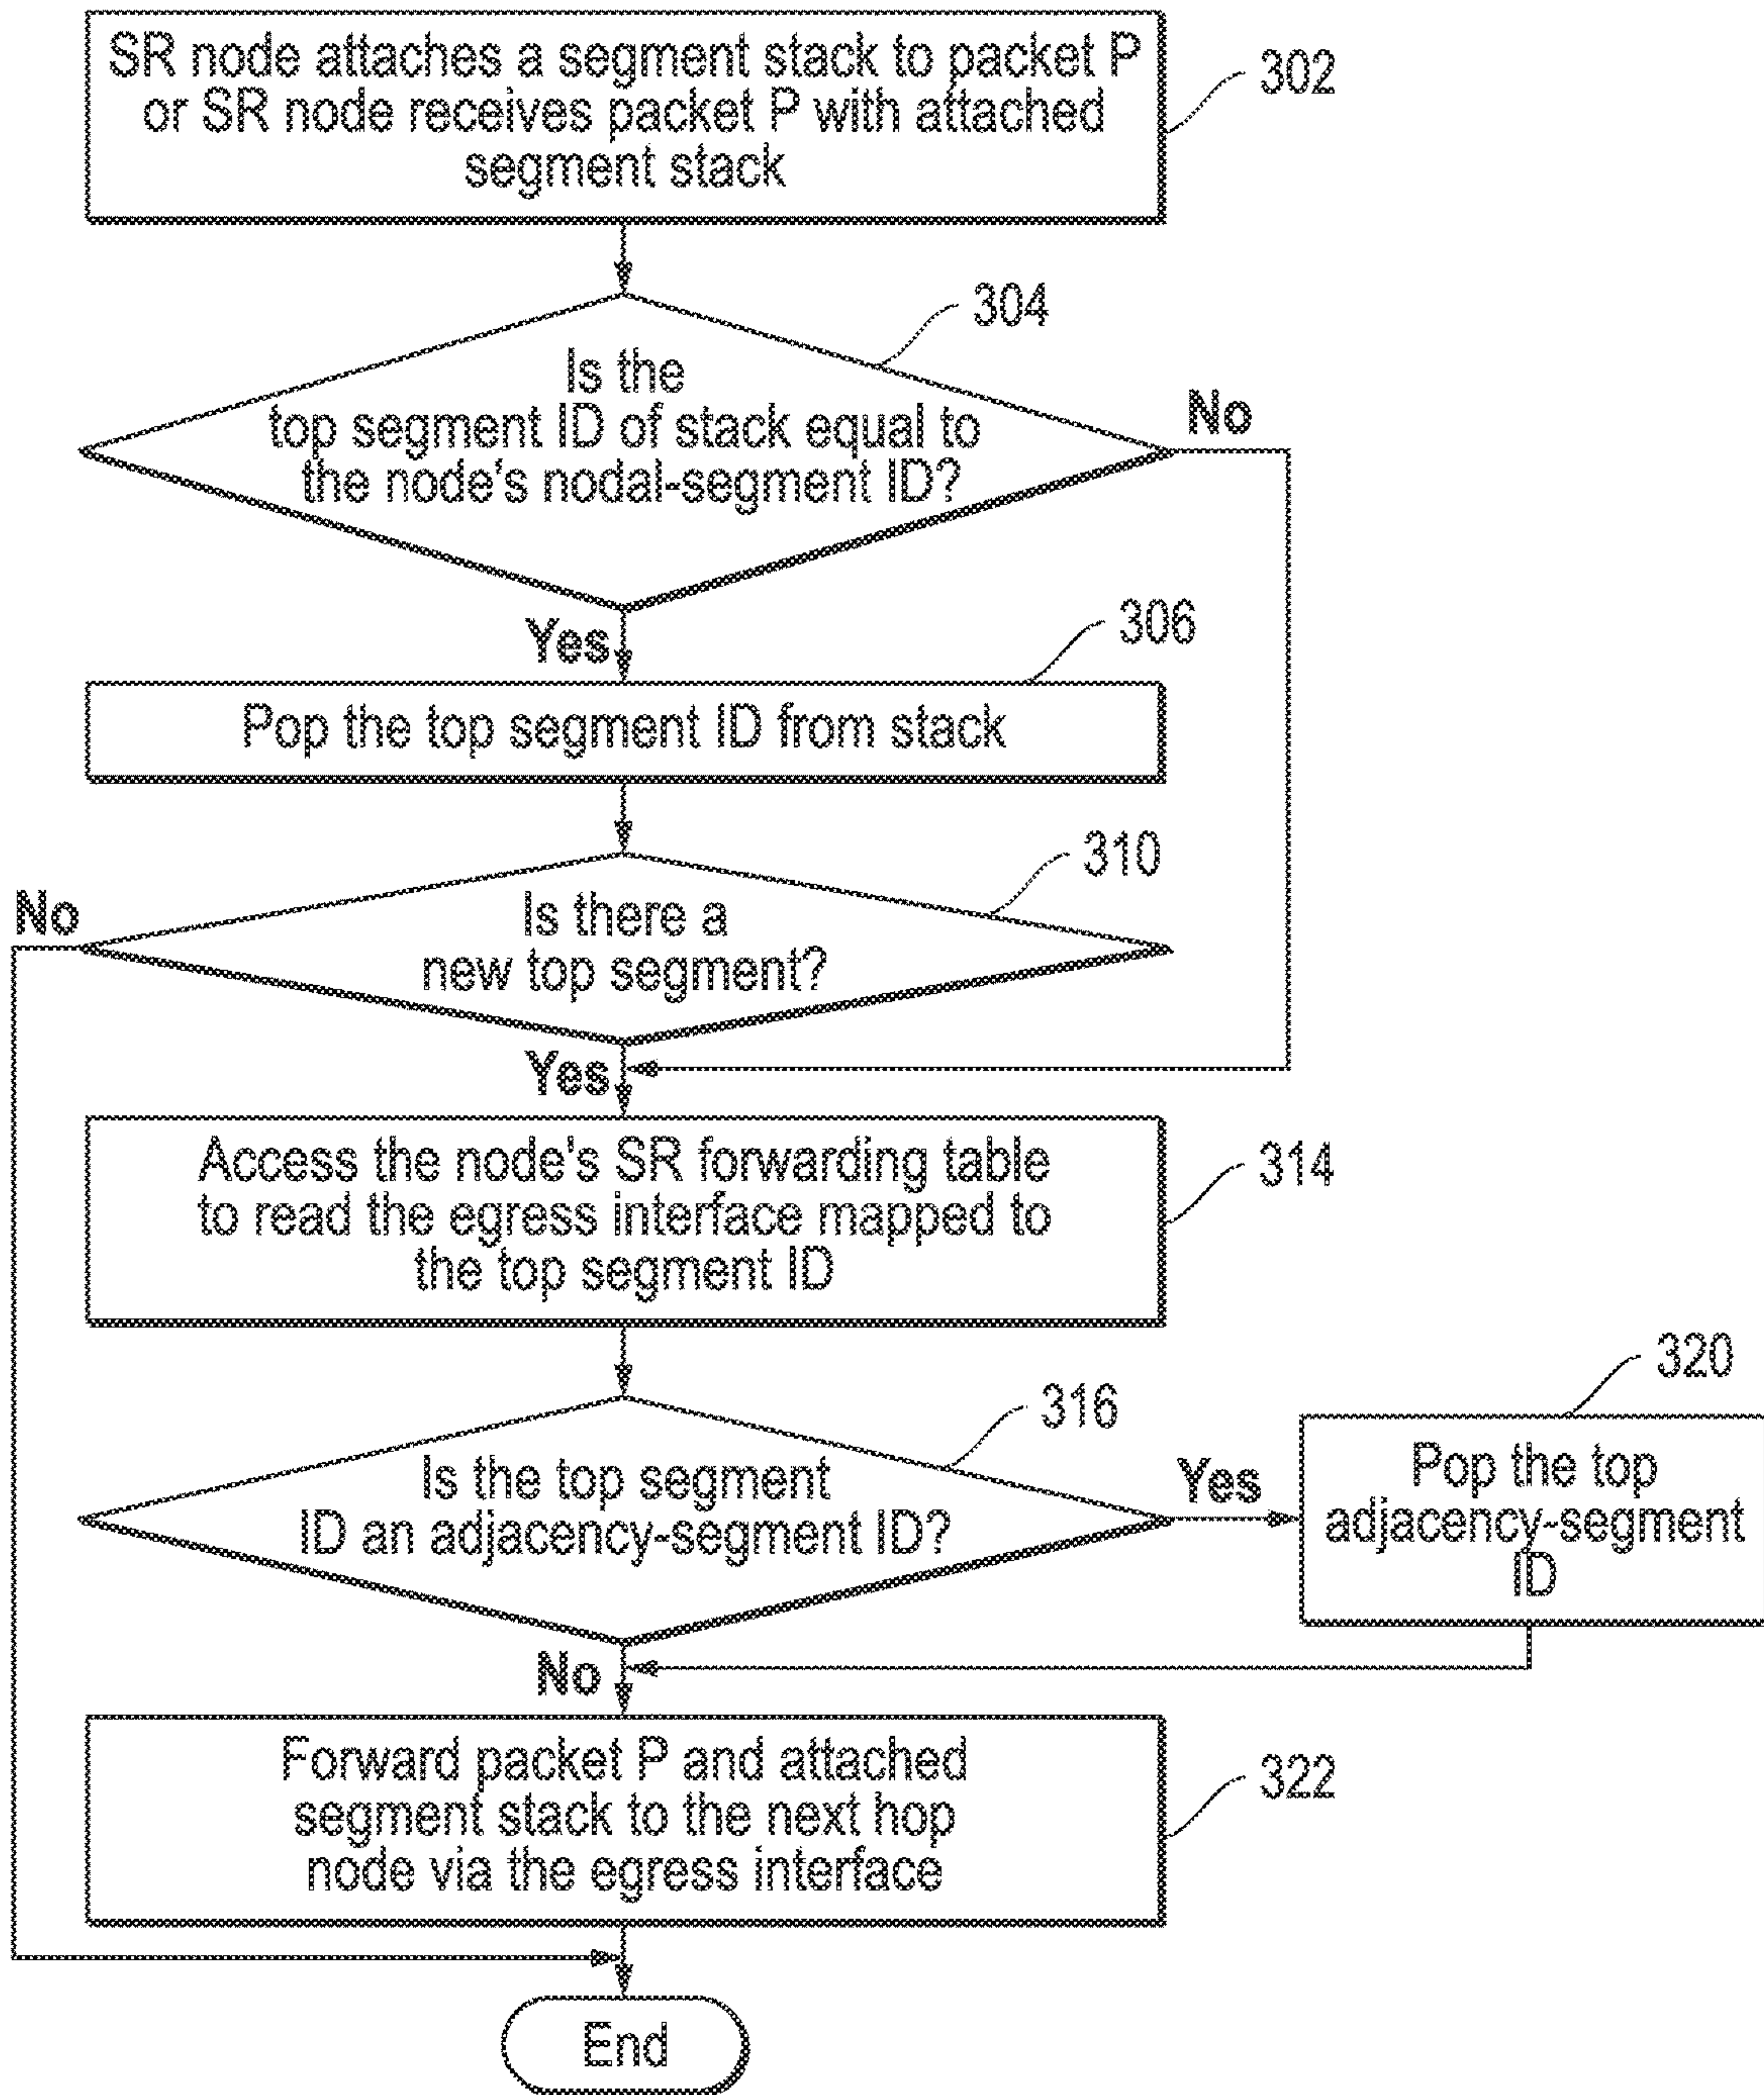 SR node attaches a segment stack to packet P
or SR node receives packet P with attached
segment stack
302
304
Is the
top segment ID of stack equal to
the node's nodal-segment ID?
No
Yes
306
Pop the top segment ID from stack
310
No
Is there a
new top segment?
Yes
Access the node's SR forwarding table
to read the egress interface mapped to
the top segment ID
314
316
320
Is the top segment
ID an adjacency-segment ID?
Yes
Pop the top
adjacency-segment
ID
No
Forward packet P and attached
segment stack to the next hop
node via the egress interface
322
End